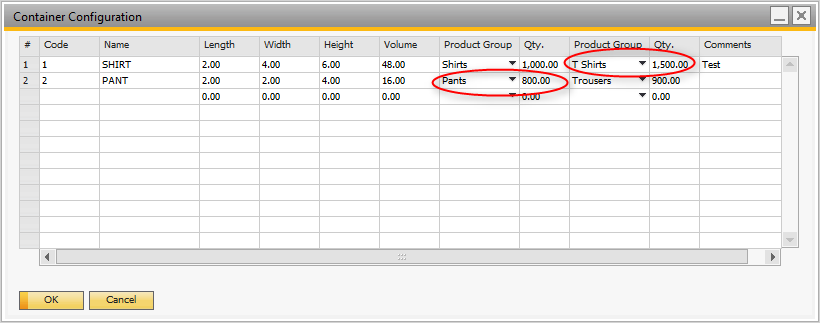 Container Configuration
# Code Name Length Width Height Volume Product Group Qty. Product Group Qty. Comments
1 1 SHIRT 2.00 4.00 6.00 48.00 Shirts 1,000.00 T Shirts 1,500.00 Test
2 2 PANT 2.00 2.00 4.00 16.00 Pants 800.00 Trousers 900.00
0.00 0.00 0.00 0.00 0.00 0.00
OK Cancel